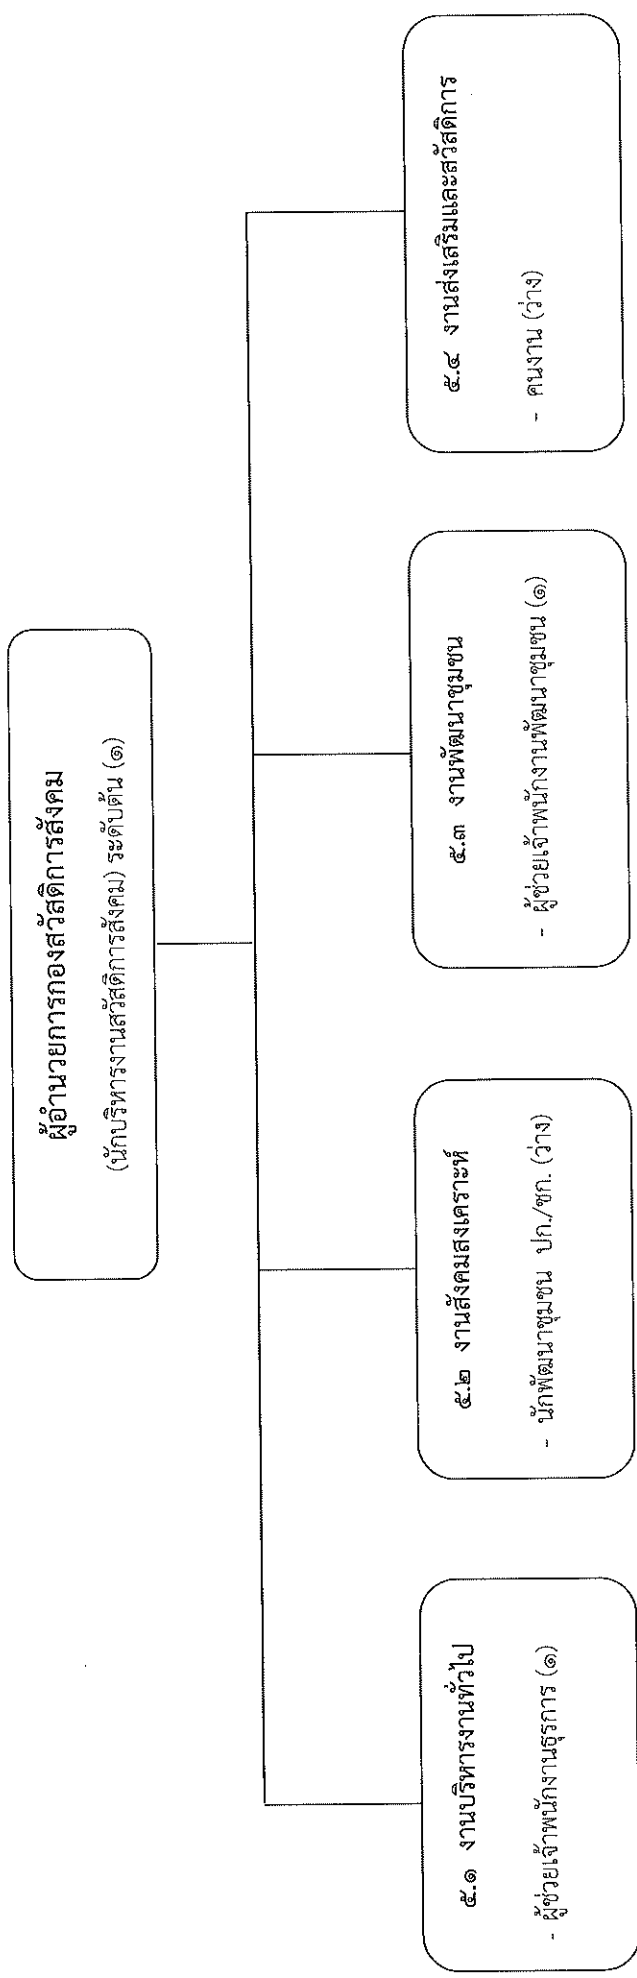 ผู้อำนวยการกองสวัสดิการสังคม
(นักบริหารงานสวัสดิการสังคม) ระดับต้น (๑)
๕.๑ งานบริหารงานทั่วไป
- ผู้ช่วยเจ้าพนักงานธุรการ (๑)
๕.๒ งานสังคมสงเคราะห์
- นักพัฒนาชุมชน ปก./ชก. (ว่าง)
๕.๓ งานพัฒนาชุมชน
- ผู้ช่วยเจ้าพนักงานพัฒนาชุมชน (๑)
๕.๔ งานส่งเสริมและสวัสดิการ
- คนงาน (ว่าง)